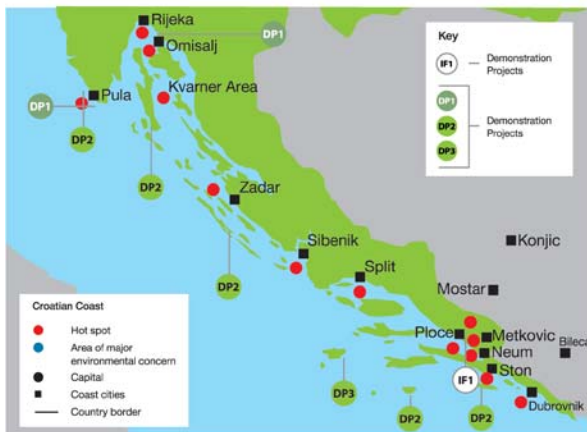 Rijeka
DP1
Omisalj
Kvarner Area
Pula
DP1
DP2
DP2
Zadar
DP2
Sibenik
Split
Konjic
Mostar
Ploce
Metkovic
Neum
Bileca
Ston
IF1
Dubrovnik
DP3
DP2
DP2
Key
IF1
Demonstration
Projects
DP1
DP2
Demonstration
Projects
DP3
Croatian Coast
Hot spot
Area of major
environmental concern
Capital
Coast cities
Country border